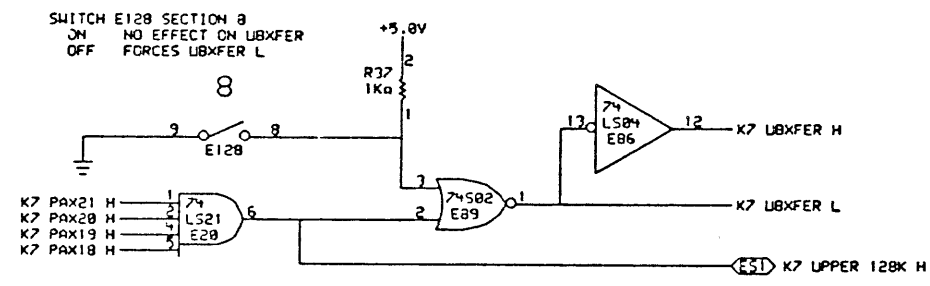 SWITCH E128 SECTION 8
ON NO EFFECT ON UBXFER
OFF FORCES UBXFER L
+5.0V
2
R37
1KΩ
1
8
9
8
E128
74
LS04
E86
13
12
K7 UBXFER H
3
2
74S02
E89
1
K7 UBXFER L
K7 PAX21 H
K7 PAX20 H
K7 PAX19 H
K7 PAX18 H
1
2
4
5
74
LS21
E20
6
ES1
K7 UPPER 128K H